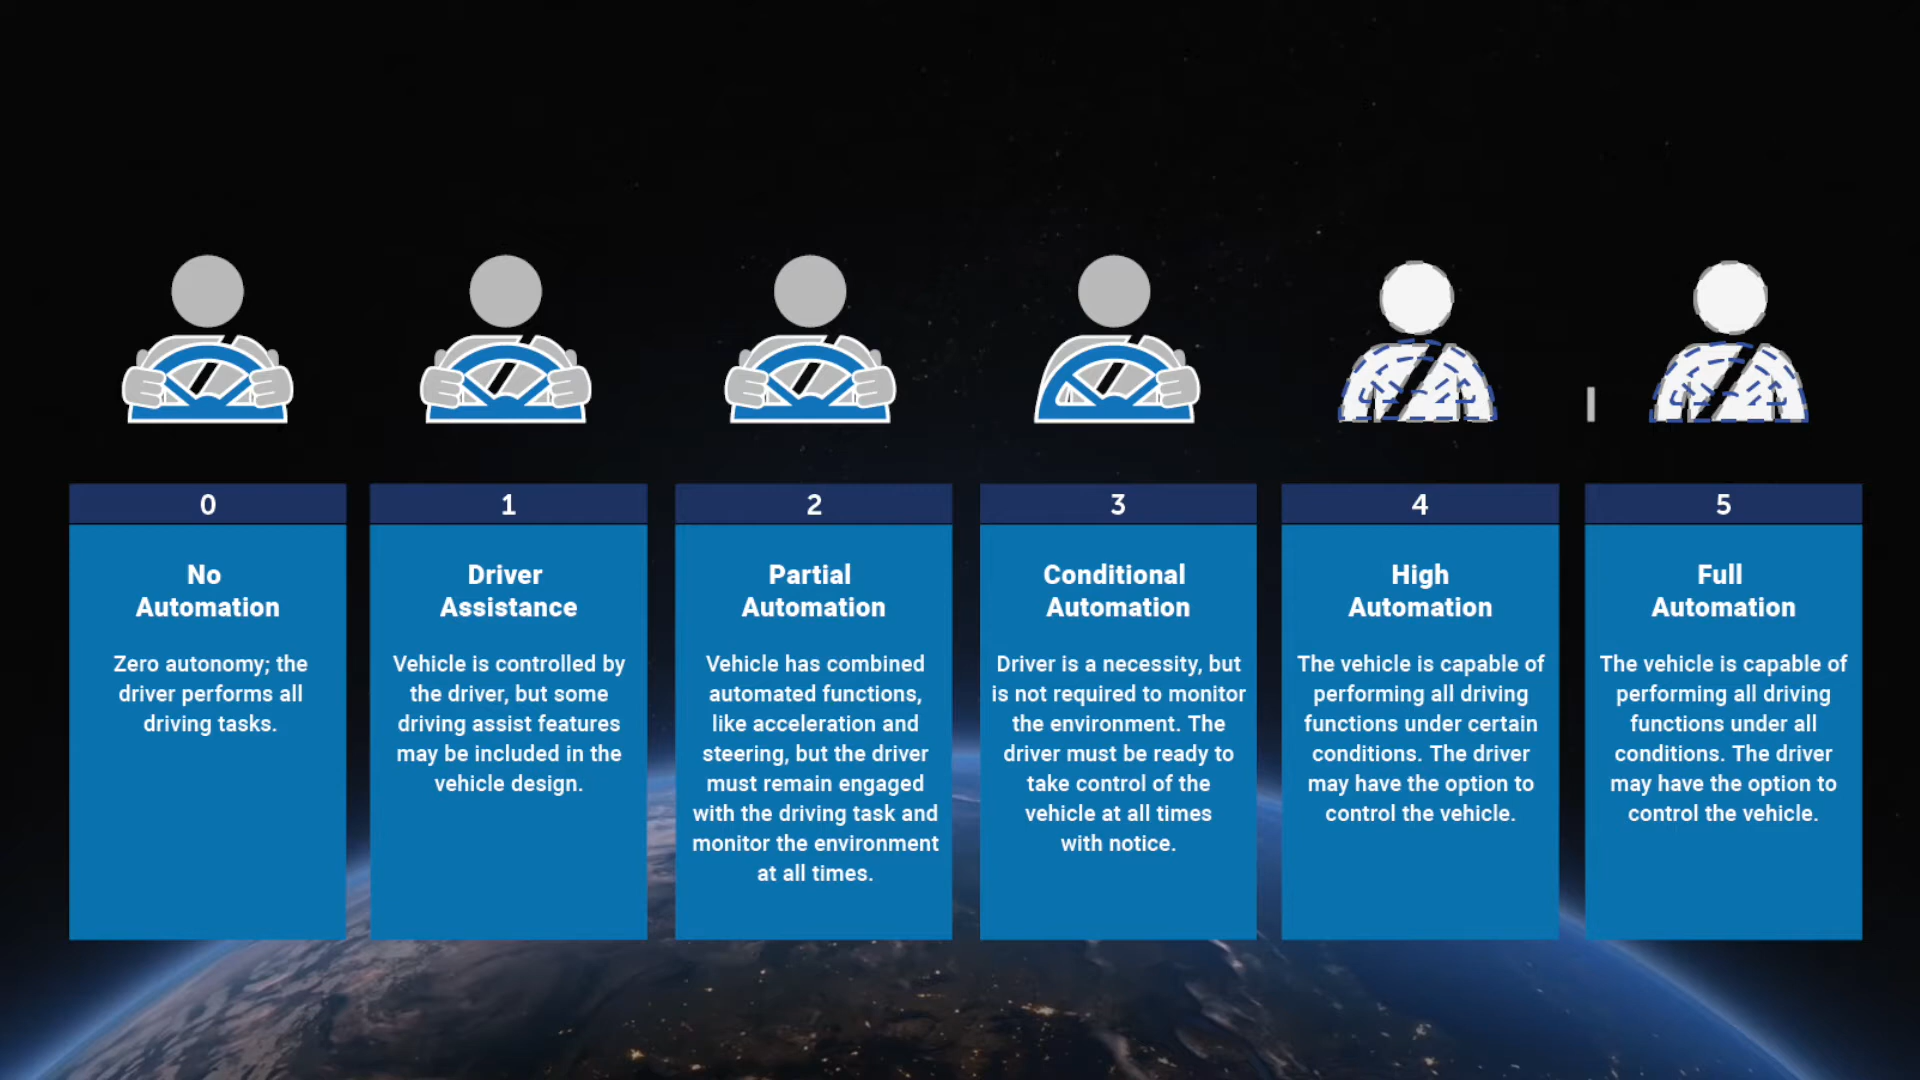 0
No
Automation
Zero autonomy; the
driver performs all
driving tasks.
1
Driver
Assistance
Vehicle is controlled by
the driver, but some
driving assist features
may be included in the
vehicle design.
2
Partial
Automation
Vehicle has combined
automated functions,
like acceleration and
steering, but the driver
must remain engaged
with the driving task and
monitor the environment
at all times.
3
Conditional
Automation
Driver is a necessity, but
is not required to monitor
the environment. The
driver must be ready to
take control of the
vehicle at all times
with notice.
4
High
Automation
The vehicle is capable of
performing all driving
functions under certain
conditions. The driver
may have the option to
control the vehicle.
5
Full
Automation
The vehicle is capable of
performing all driving
functions under all
conditions. The driver
may have the option to
control the vehicle.